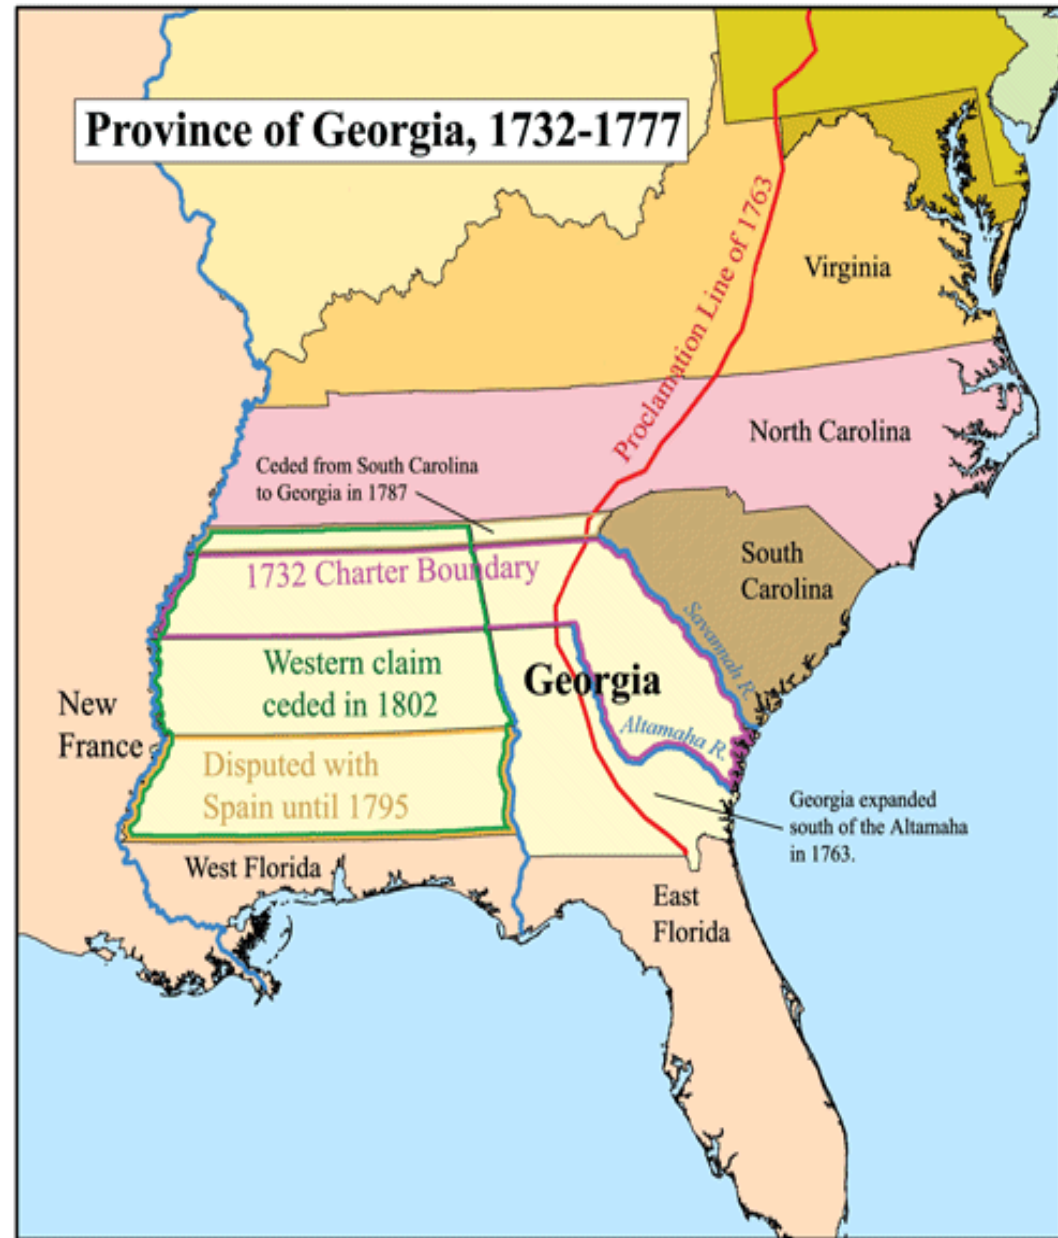 Province of Georgia, 1732-1777
Proclamation Line of 1763
Virginia
North Carolina
Ceded from South Carolina
to Georgia in 1787
South
Carolina
1732 Charter Boundary
Savannah R.
Western claim
ceded in 1802
Georgia
New
France
Altamaha R.
Disputed with
Spain until 1795
Georgia expanded
south of the Altamaha
in 1763.
West Florida
East
Florida